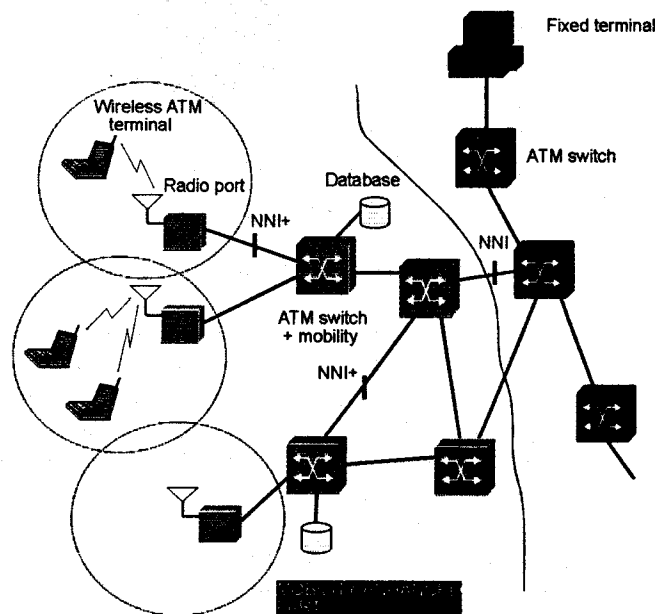 Fixed terminal
Wireless ATM
terminal
ATM switch
Radio port
Database
NNI+
NNI
ATM switch
+ mobility
NNI+